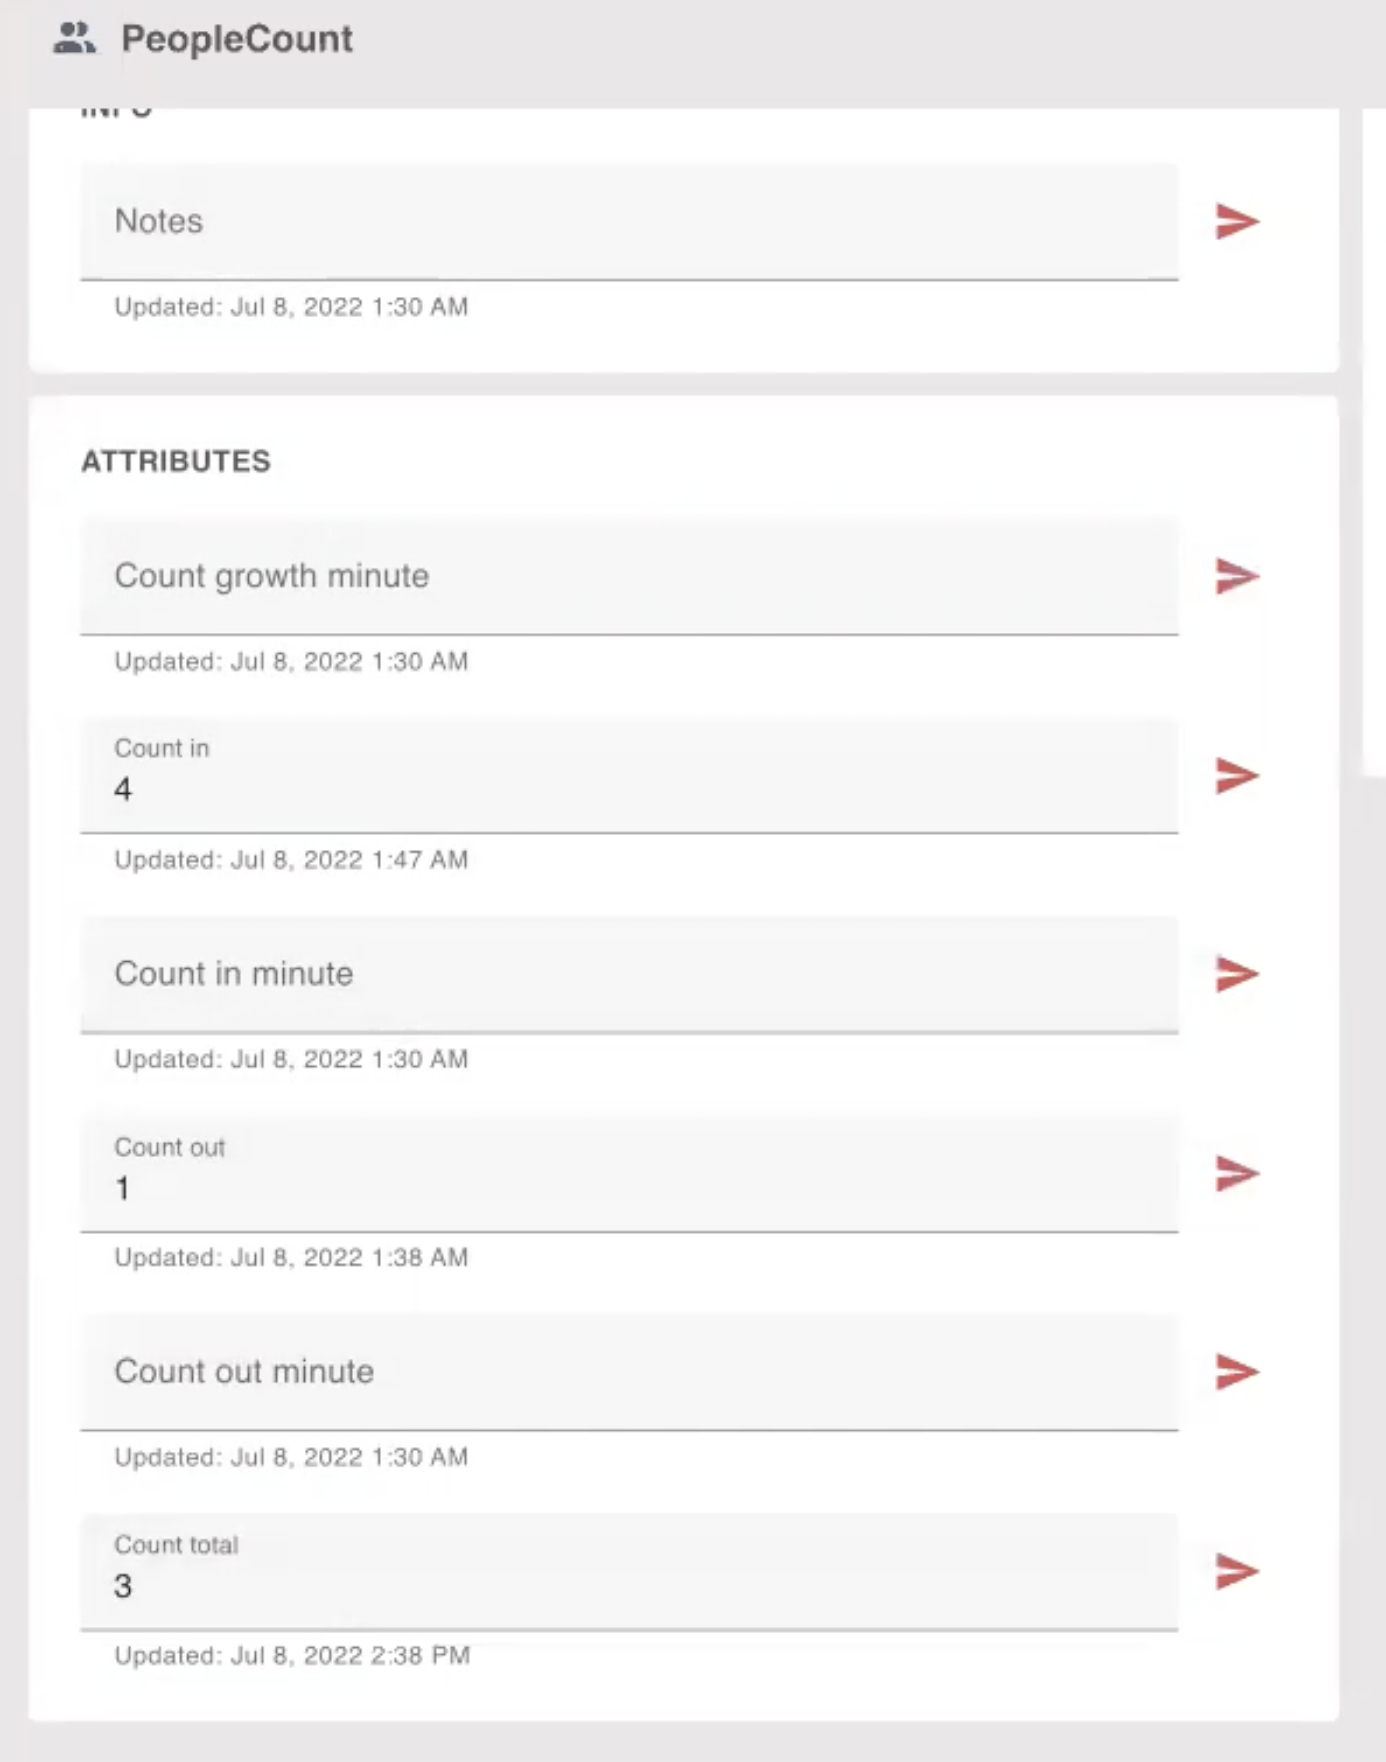 PeopleCount
INFO
Notes
Updated: Jul 8, 2022 1:30 AM
ATTRIBUTES
Count growth minute
Updated: Jul 8, 2022 1:30 AM
Count in
4
Updated: Jul 8, 2022 1:47 AM
Count in minute
Updated: Jul 8, 2022 1:30 AM
Count out
1
Updated: Jul 8, 2022 1:38 AM
Count out minute
Updated: Jul 8, 2022 1:30 AM
Count total
3
Updated: Jul 8, 2022 2:38 PM